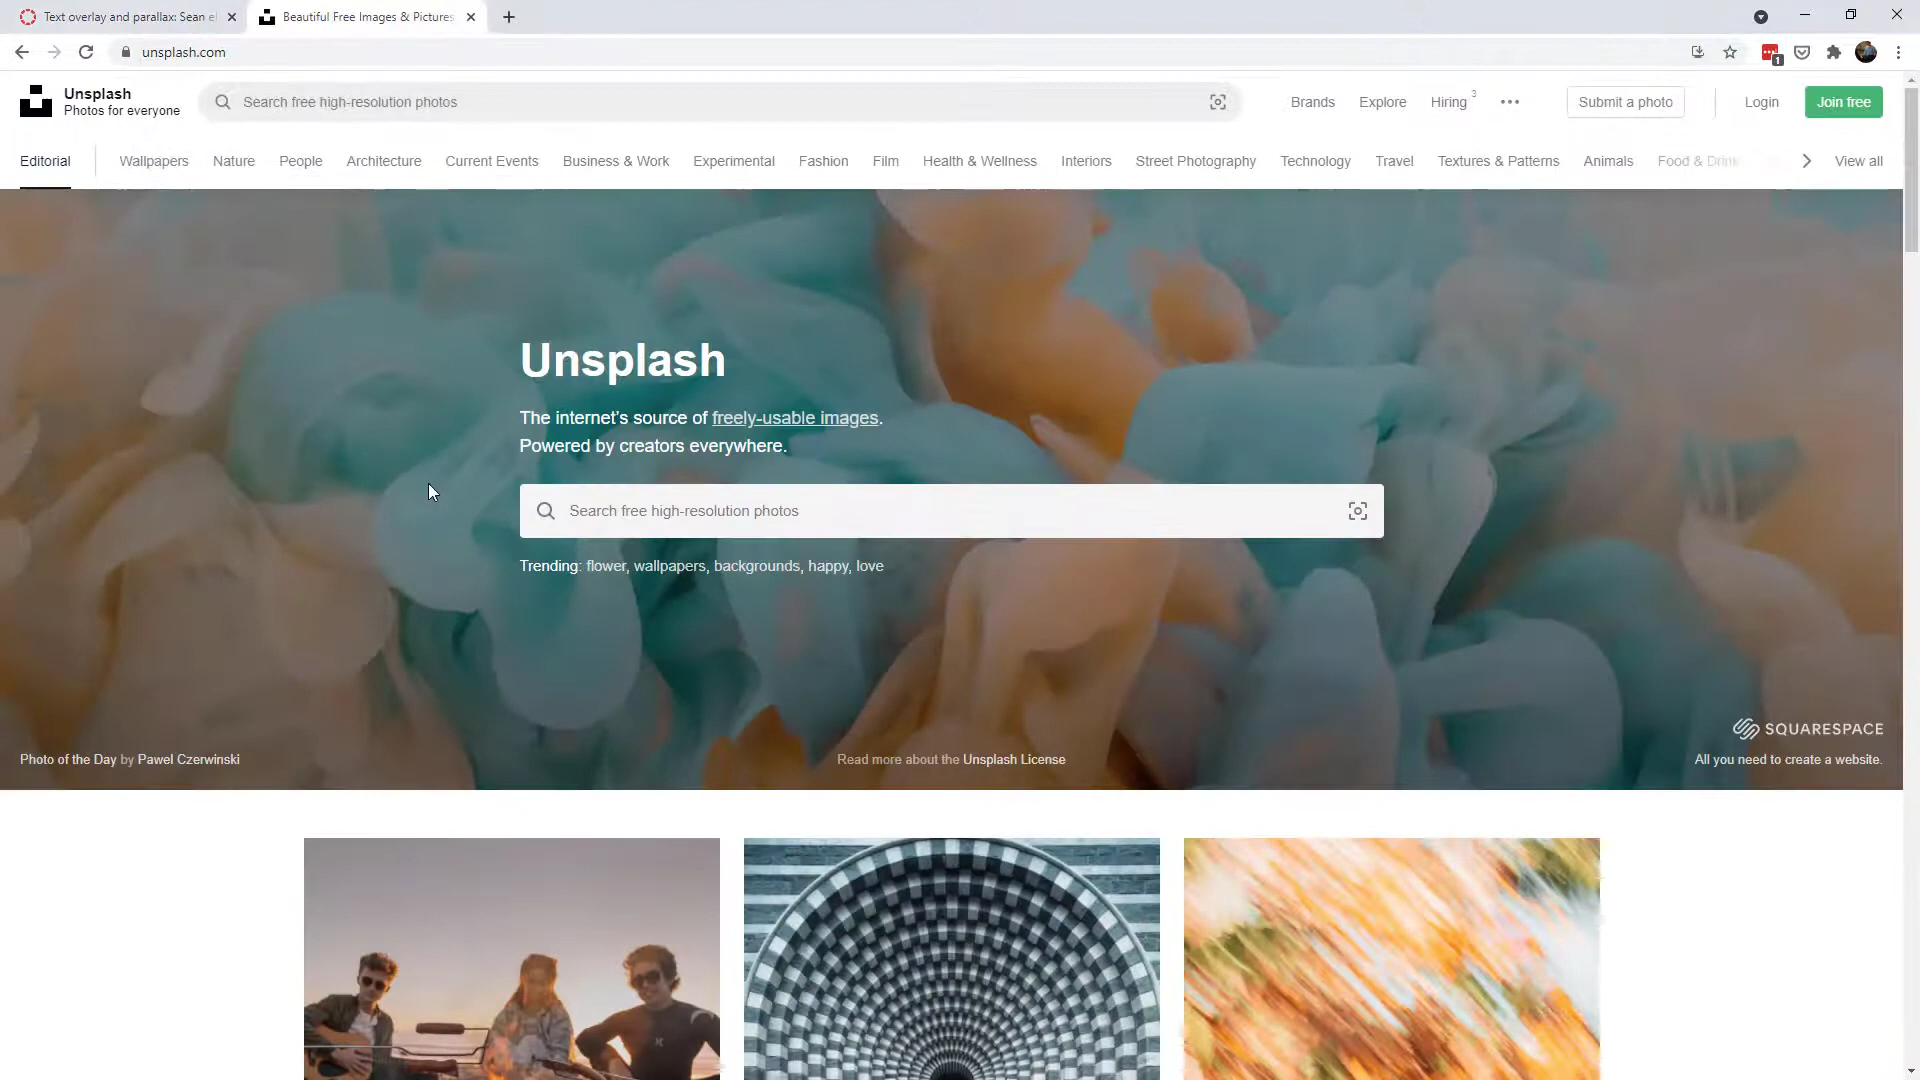 Text overlay and parallax: Sean el
Beautiful Free Images & Pictures
unsplash.com
1
Unsplash
Photos for everyone
Search free high-resolution photos
Brands Explore Hiring 3
Submit a photo
Login
Join free
Editorial Wallpapers Nature People Architecture Current Events Business & Work Experimental Fashion Film Health & Wellness Interiors Street Photography Technology Travel Textures & Patterns Animals Food & Drink View all
Unsplash
The internet's source of freely-usable images.
Powered by creators everywhere.
Search free high-resolution photos
Trending: flower, wallpapers, backgrounds, happy, love
SQUARESPACE
Photo of the Day by Pawel Czerwinski
Read more about the Unsplash License
All you need to create a website.